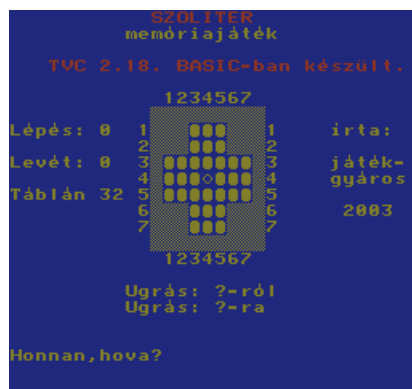 SZOLITER
memóriajáték
TVC 2.18. BASIC-ban készült.
1234567
Lépés: 0 1 1 írta:
2 2
Levét: 0 3 3 játék-
4 4 gyáros
Táblán 32 5 5
6 6 2003
7 7
1234567
Ugrás: ?-ról
Ugrás: ?-ra
Honnan,hova?